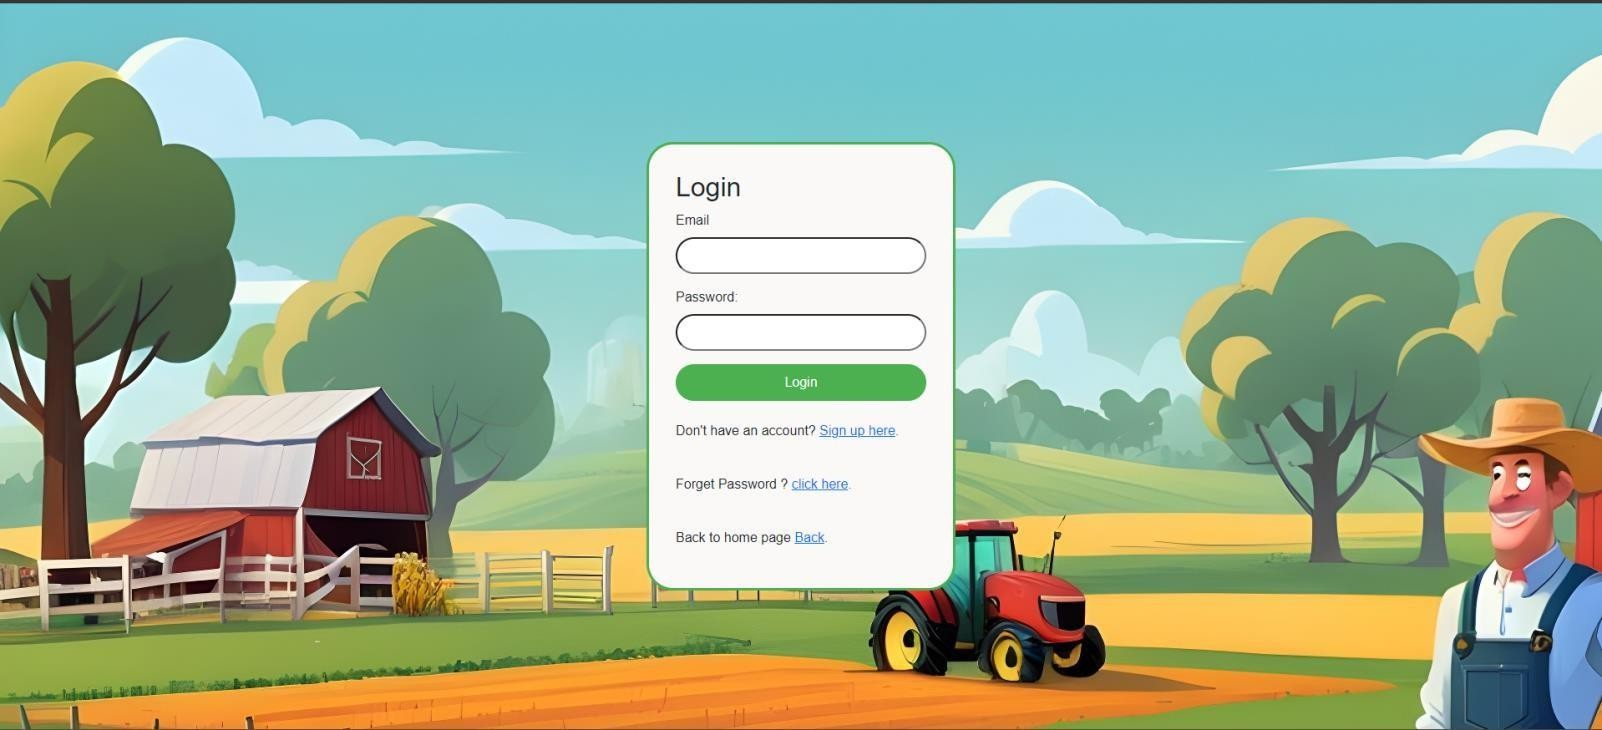 Login
Email
Password:
Login
Don't have an account? Sign up here.
Forget Password ? click here.
Back to home page Back.